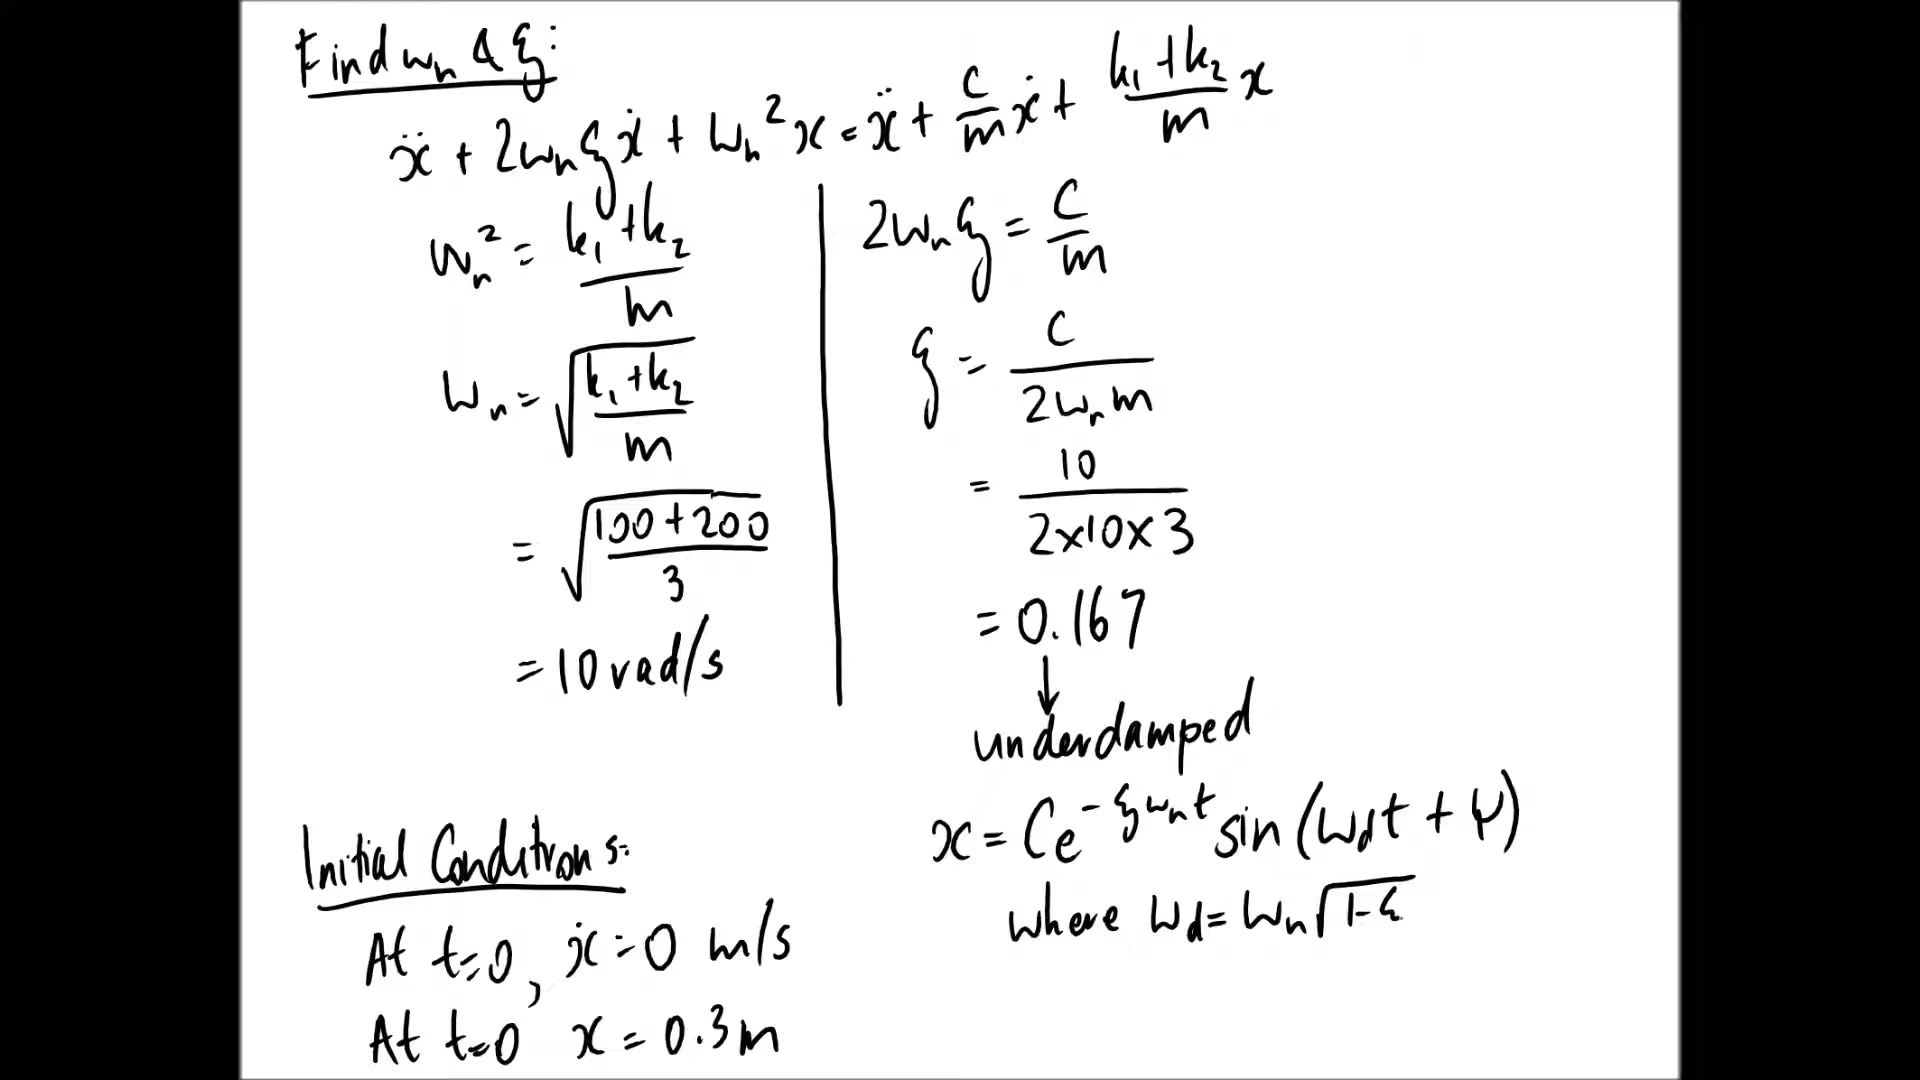 Find ωn & ξ:
ẍ + 2ωnξẋ + ωn²x = ẍ + c/m ẋ + (k₁+k₂)/m x
ωn² = (k₁+k₂)/m
ωn = √((k₁+k₂)/m)
= √((100+200)/3)
= 10 rad/s
2ωnξ = c/m
ξ = c/(2ωnm)
= 10/(2×10×3)
= 0.167
↓
underdamped
x = Ce^(-ξωnt) sin(ωdt + ψ)
where ωd = ωn√(1-ξ
Initial Conditions:
At t=0, ẋ = 0 m/s
At t=0 x = 0.3m